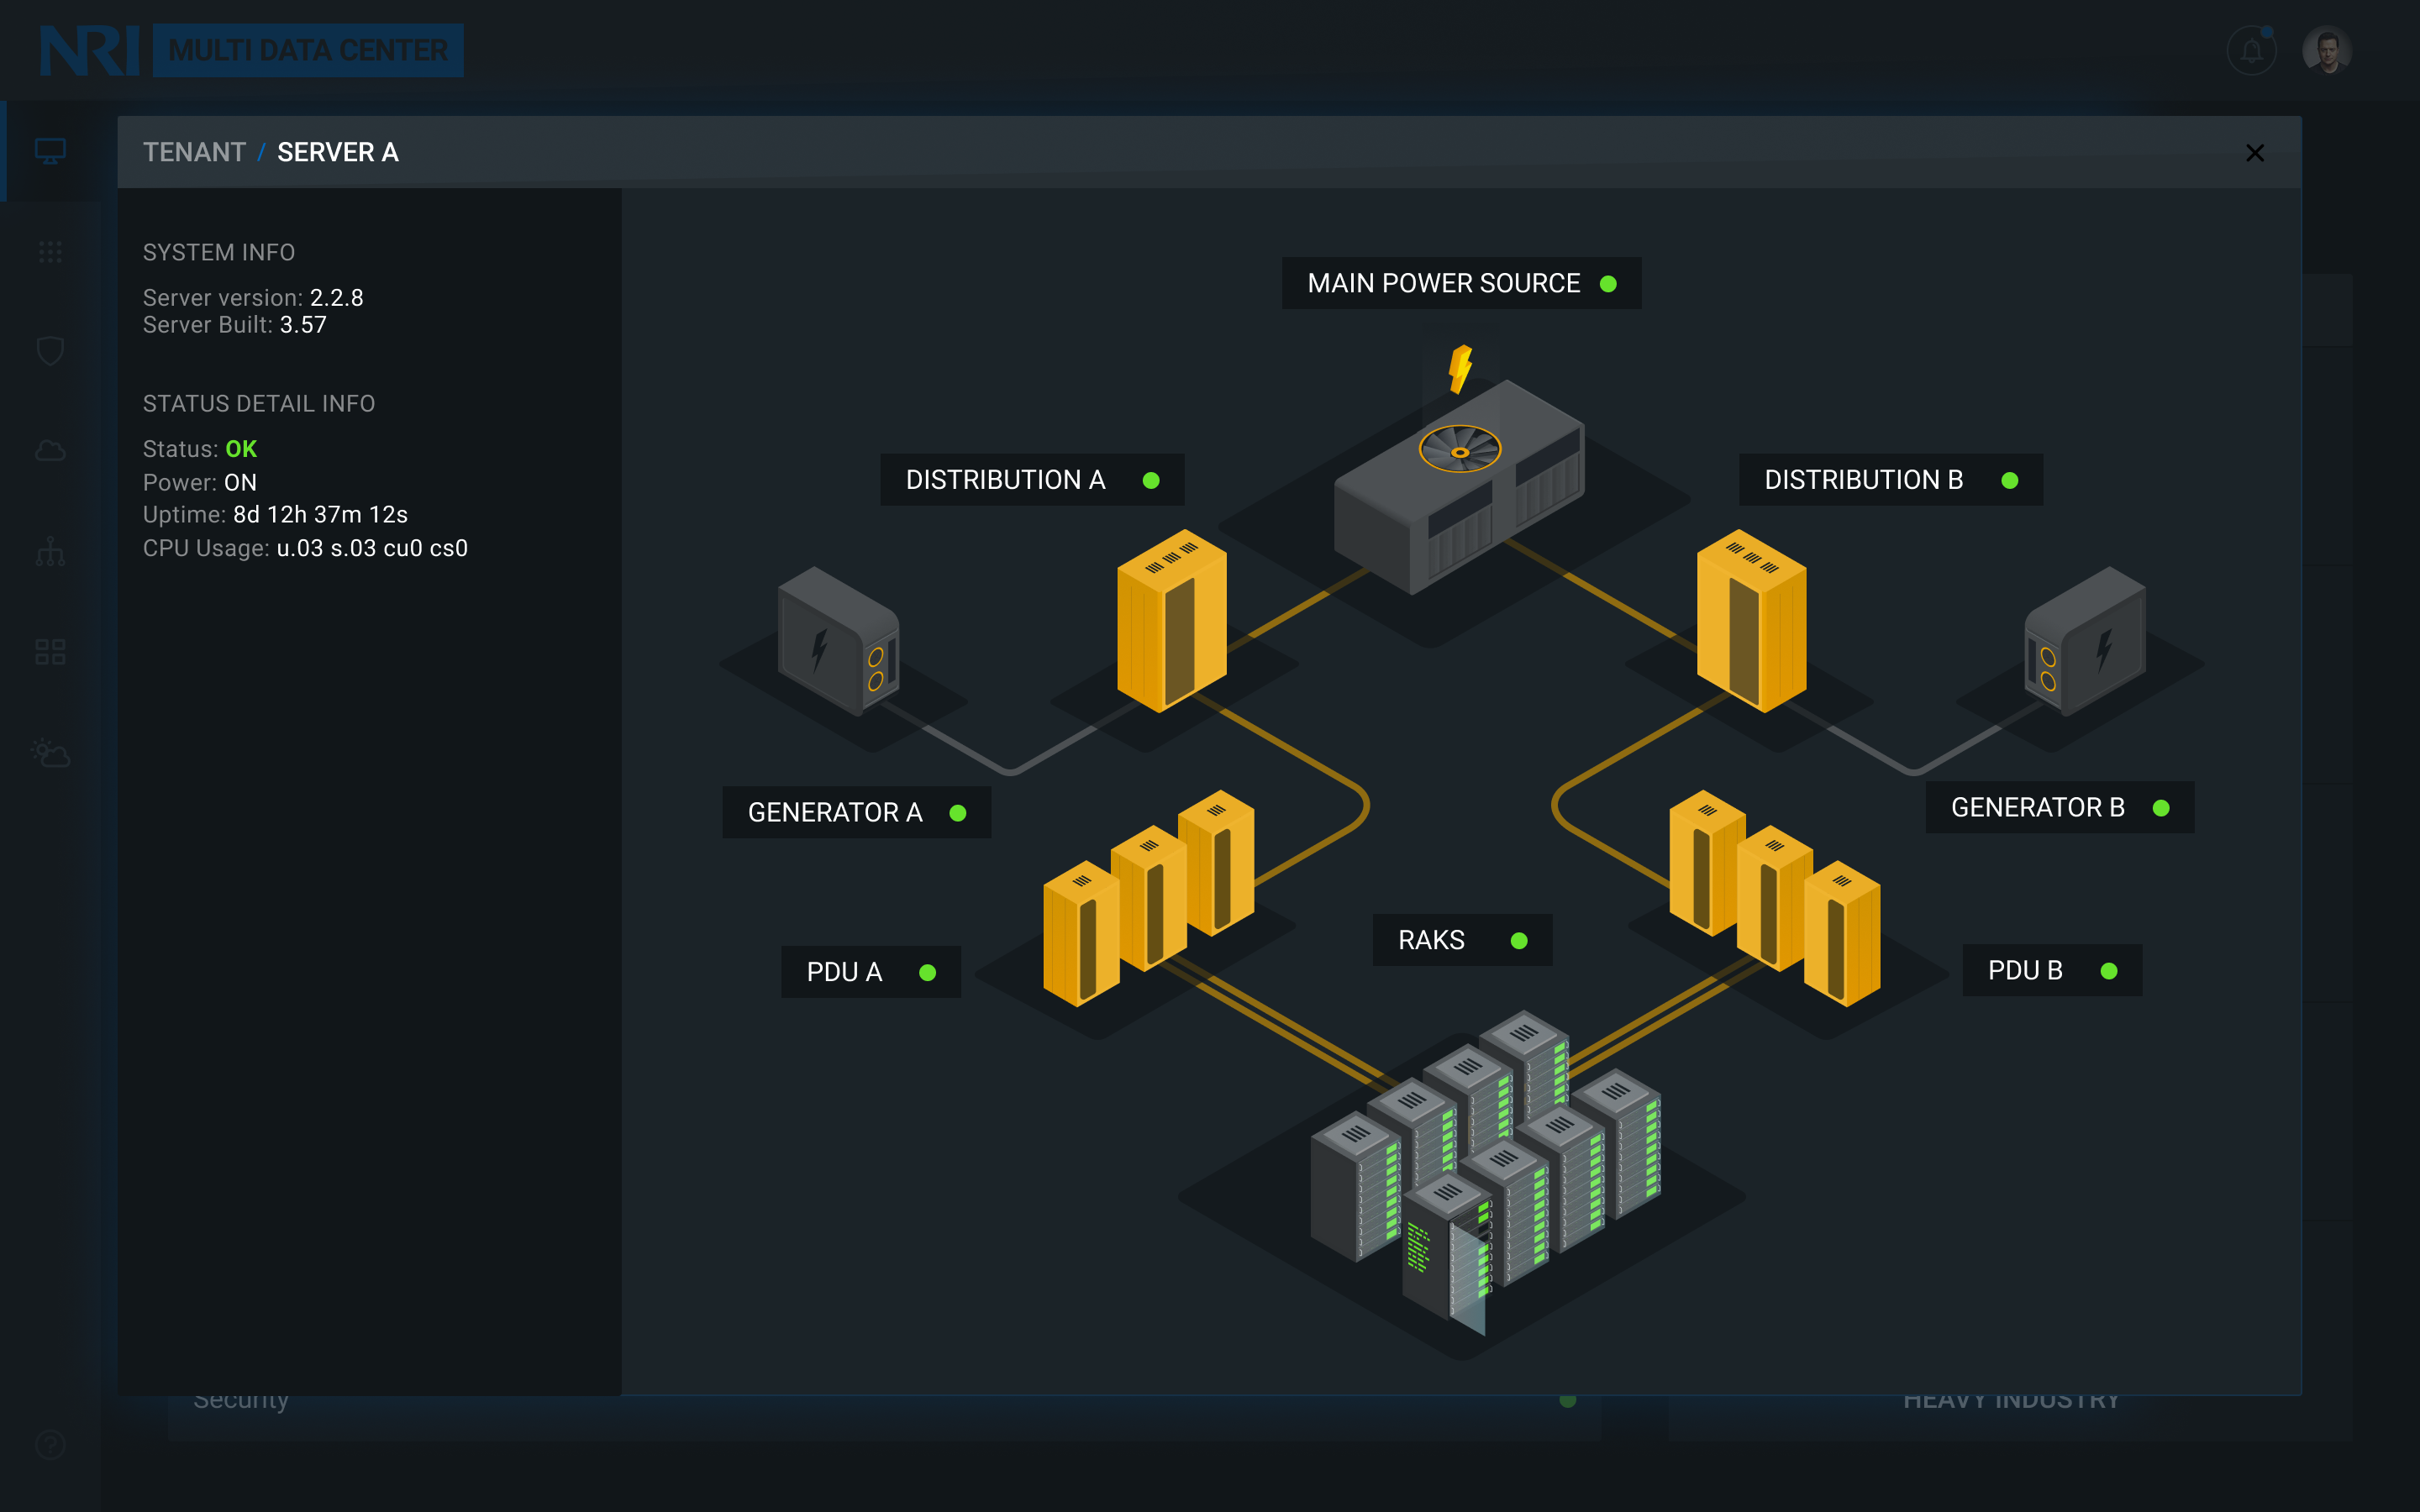 NRI MULTI DATA CENTER
TENANT / SERVER A
SYSTEM INFO
Server version: 2.2.8
Server Built: 3.57
STATUS DETAIL INFO
Status: OK
Power: ON
Uptime: 8d 12h 37m 12s
CPU Usage: u.03 s.03 cu0 cs0
MAIN POWER SOURCE
DISTRIBUTION A
DISTRIBUTION B
GENERATOR A
GENERATOR B
RAKS
PDU A
PDU B
Security
HEAVY INDUSTRY
?